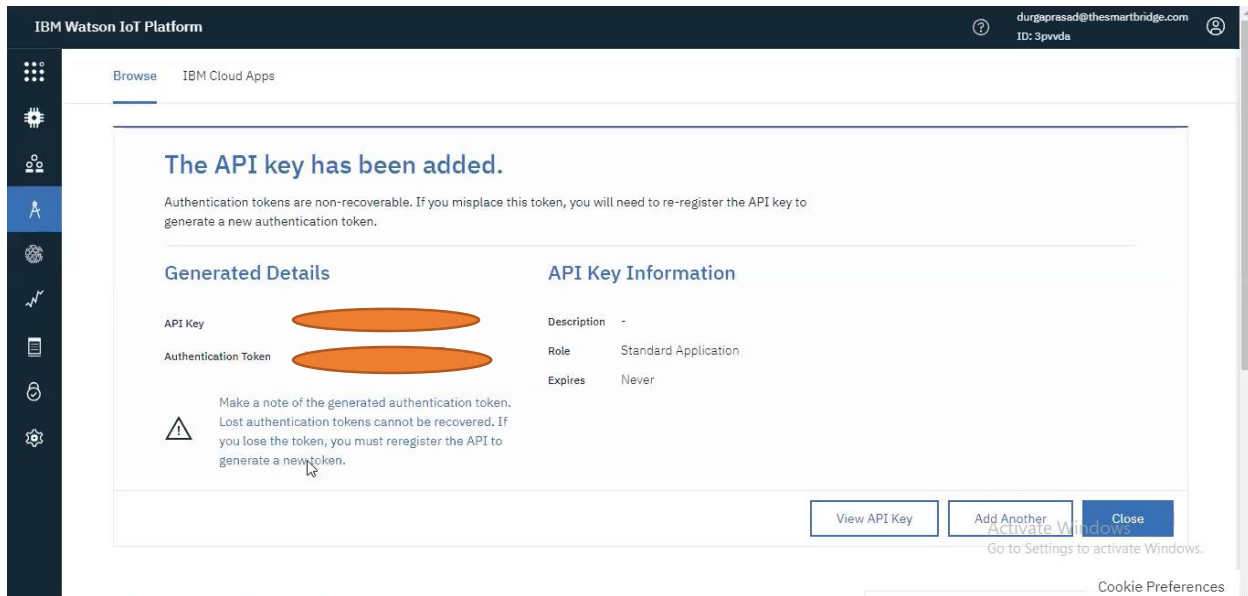 IBM Watson IoT Platform
durgaprasad@thesmartbridge.com
ID: 3pvvda
Browse IBM Cloud Apps
The API key has been added.
Authentication tokens are non-recoverable. If you misplace this token, you will need to re-register the API key to
generate a new authentication token.
Generated Details
API Key
Authentication Token
Make a note of the generated authentication token.
Lost authentication tokens cannot be recovered. If
you lose the token, you must reregister the API to
generate a new token.
API Key Information
Description -
Role Standard Application
Expires Never
View API Key
Add Another
Close
Activate Windows
Go to Settings to activate Windows.
Cookie Preferences